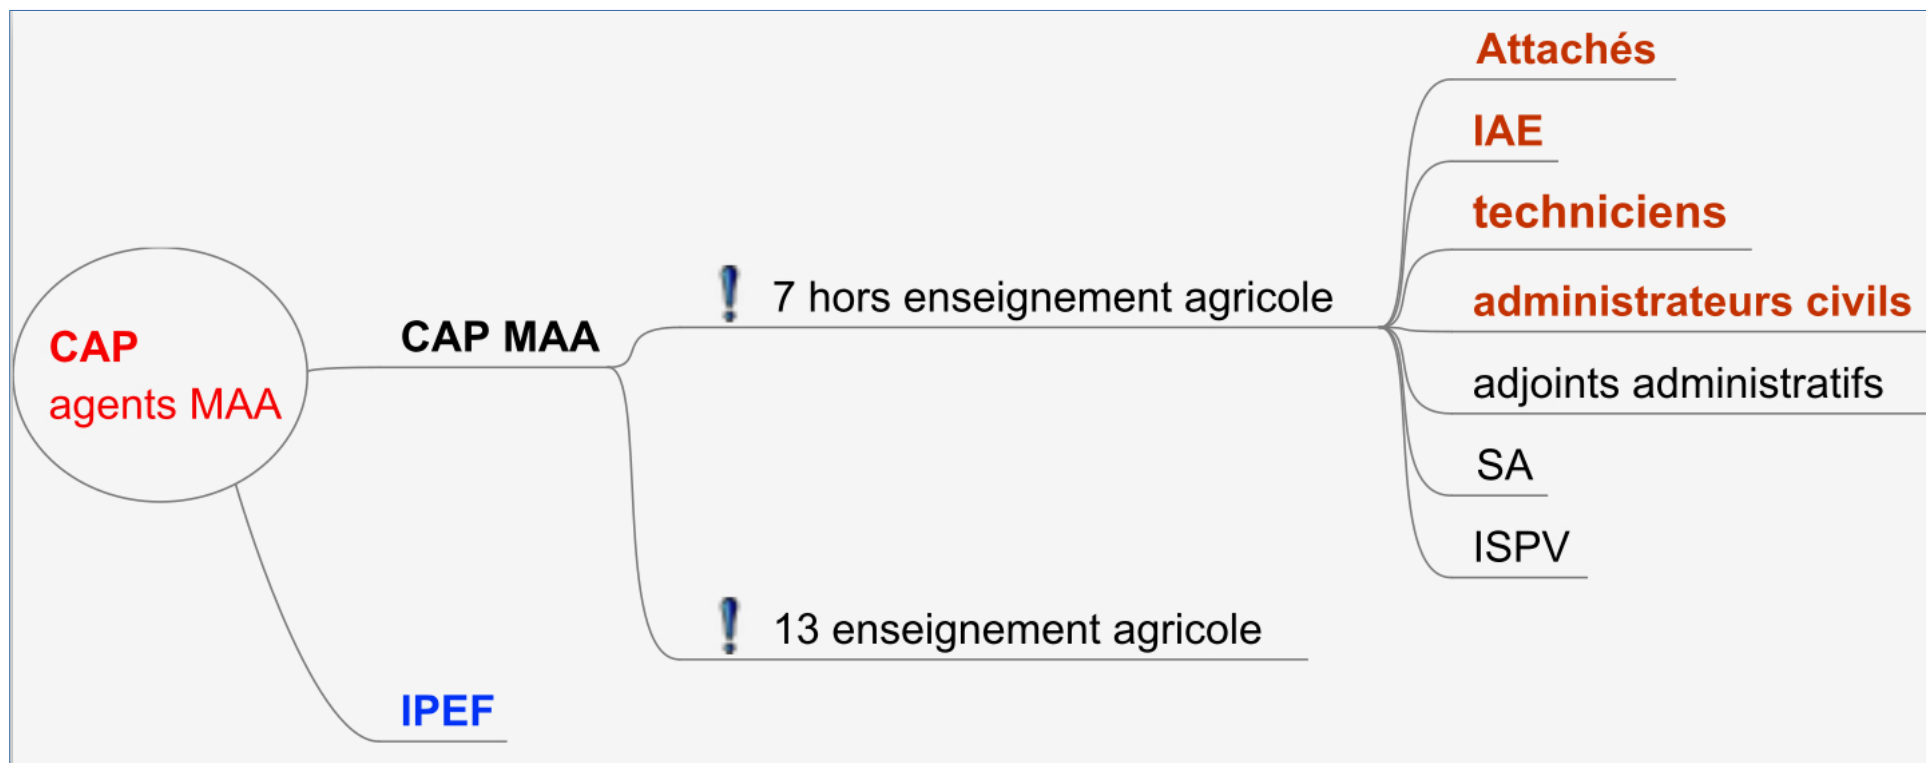 CAP
agents MAA
CAP MAA
7 hors enseignement agricole
Attachés
IAE
techniciens
administrateurs civils
adjoints administratifs
SA
ISPV
13 enseignement agricole
IPEF